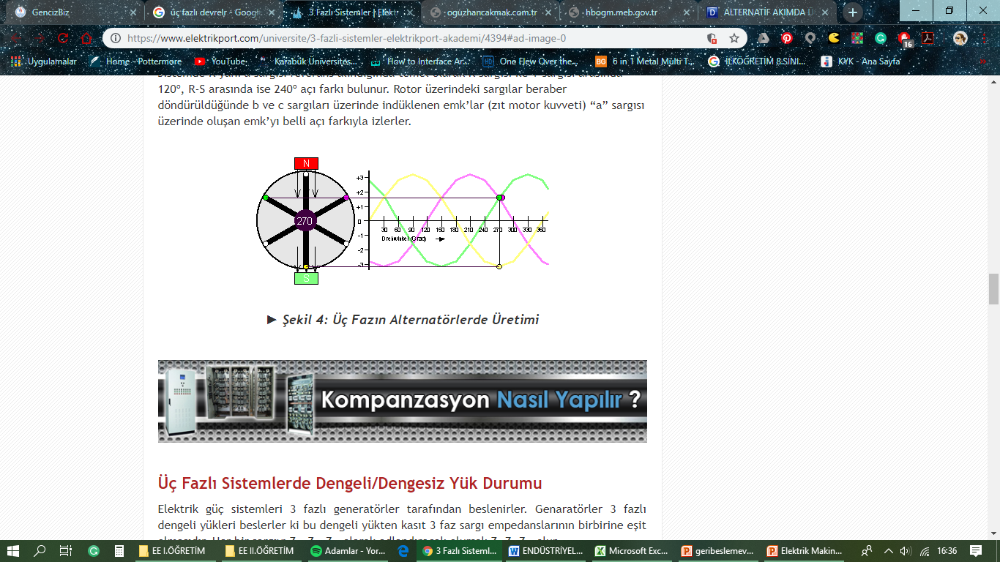 GencizBiz
üç fazlı devrelr - Googl
3 Fazlı Sistemler | Elekt
oguzhancakmak.com.tr
hbogm.meb.gov.tr
ALTERNATİF AKIMDA Ü
https://www.elektrikport.com/universite/3-fazli-sistemler-elektrikport-akademi/4394#ad-image-0
16
Uygulamalar
Home - Pottermore
YouTube
Karabük Üniversites...
How to Interface Ar...
One Flew Over the...
6 in 1 Metal Multi T...
İLKÖĞRETİM 8.SINI...
KYK - Ana Sayfa
120º, R-S arasında ise 240º açı farkı bulunur. Rotor üzerindeki sargılar beraber
döndürüldüğünde b ve c sargıları üzerinde indüklenen emk'lar (zıt motor kuvveti) “a” sargısı
üzerinde oluşan emk'yı belli açı farkıyla izlerler.
N
270
S
+3
+2
+1
0
-1
-2
-3
30 60 90 120 150 180 210 240 270 300 330 360
Drehwinkel (Grad)
► Şekil 4: Üç Fazın Alternatörlerde Üretimi
Kompanzasyon Nasıl Yapılır ?
Üç Fazlı Sistemlerde Dengeli/Dengesiz Yük Durumu
Elektrik güç sistemleri 3 fazlı generatörler tarafından beslenirler. Genaratörler 3 fazlı
dengeli yükleri beslerler ki bu dengeli yükten kasıt 3 faz sargı empedanslarının birbirine eşit
EE I.ÖĞRETİM
EE II.ÖĞRETİM
Adamlar - Yor...
3 Fazlı Sisteml...
ENDÜSTRİYEL...
Microsoft Exc...
geribeslemev...
Elektrik Makin...
16:36